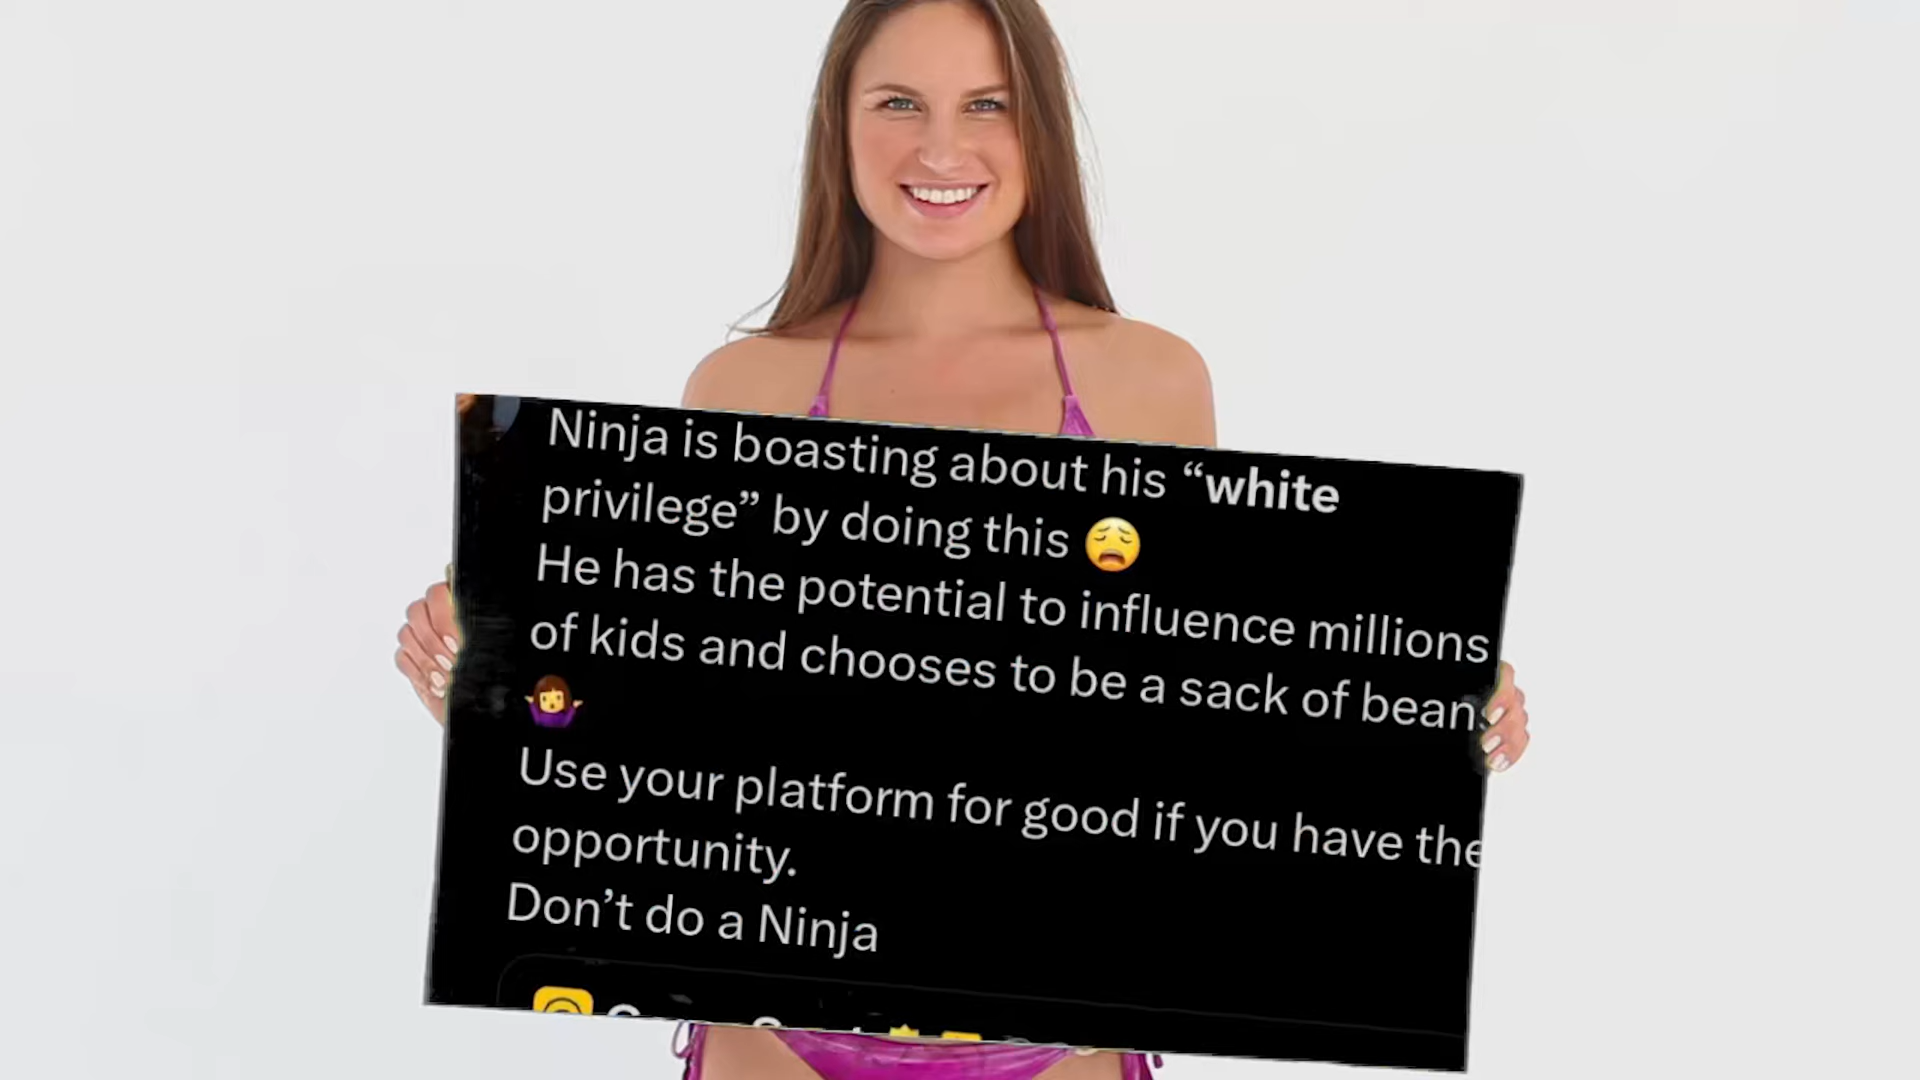 Ninja is boasting about his “white
privilege” by doing this 😩
He has the potential to influence millions
of kids and chooses to be a sack of beans
🤷‍♀️
Use your platform for good if you have the
opportunity.
Don’t do a Ninja